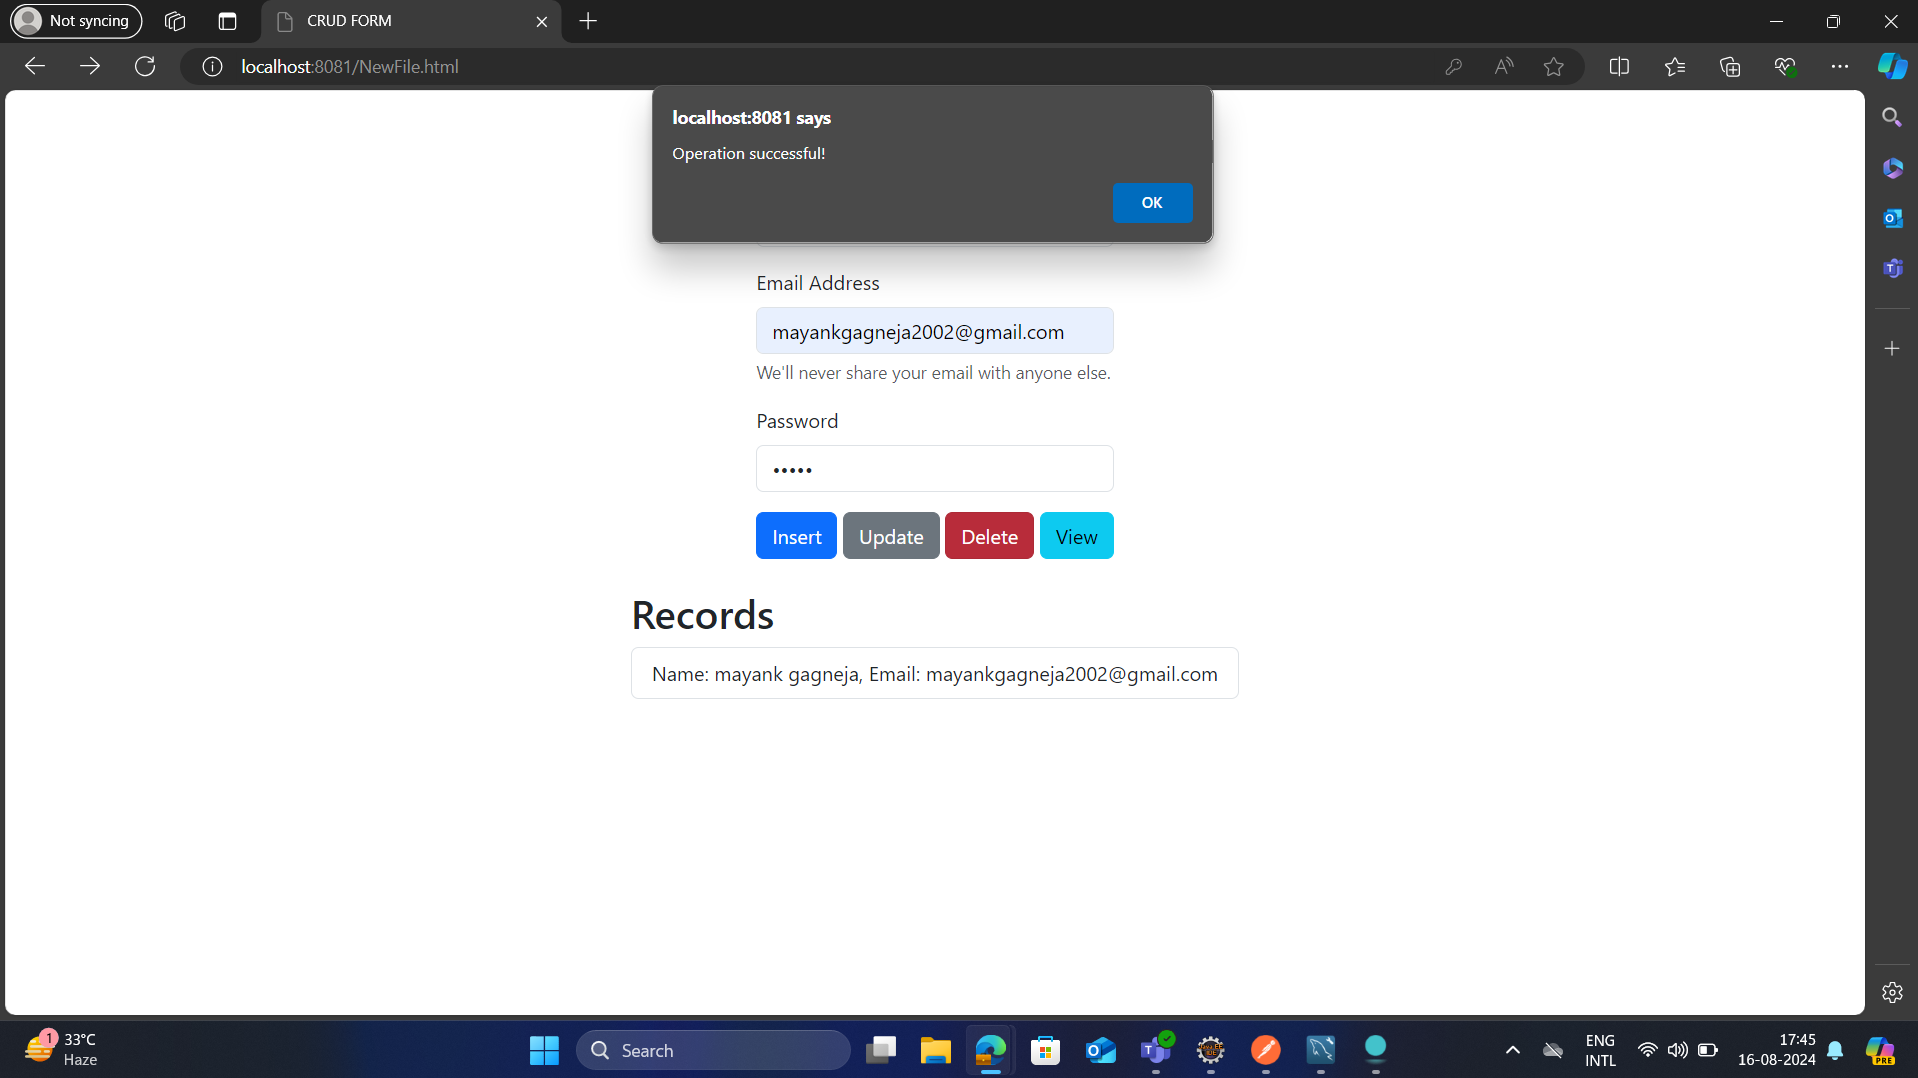 Not syncing
CRUD FORM
localhost:8081/NewFile.html
localhost:8081 says
Operation successful!
OK
Email Address
mayankgagneja2002@gmail.com
We'll never share your email with anyone else.
Password
•••••
Insert Update Delete View
Records
Name: mayank gagneja, Email: mayankgagneja2002@gmail.com
1
33°C
Haze
Search
ENG
INTL
17:45
16-08-2024
PRE